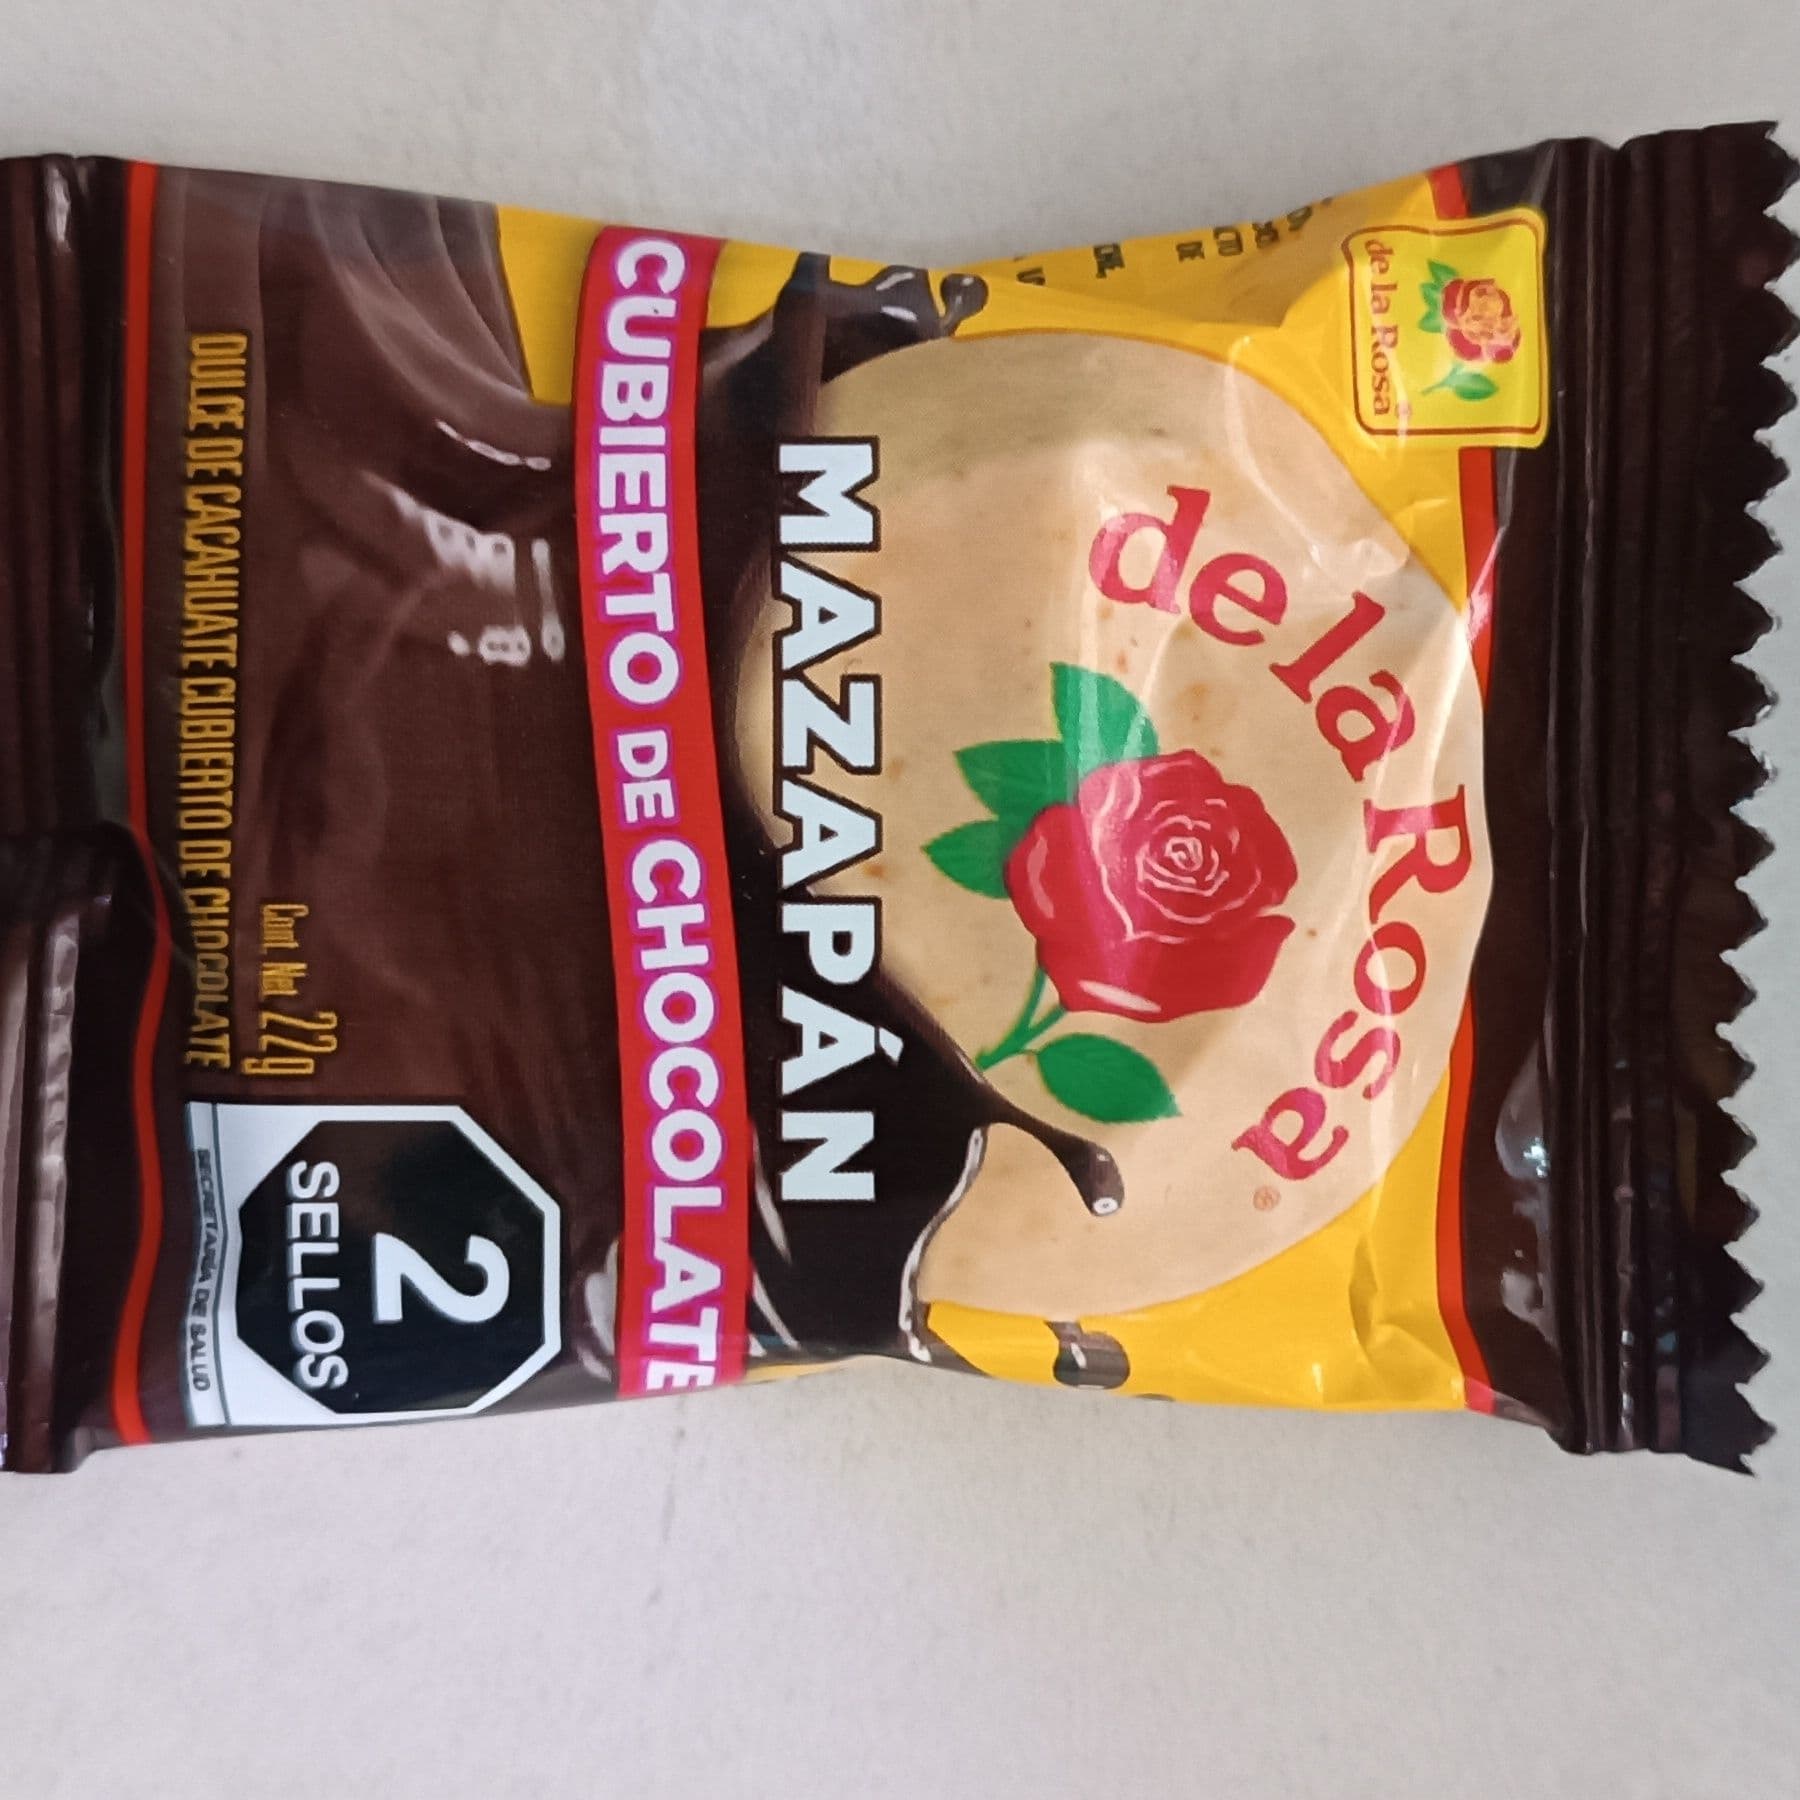 de la Rosa
de la Rosa®
MAZAPÁN
CUBIERTO DE CHOCOLATE
Cont. Net. 22g
DULCE DE CACAHUATE CUBIERTO DE CHOCOLATE
2
SELLOS
SECRETARÍA DE SALUD